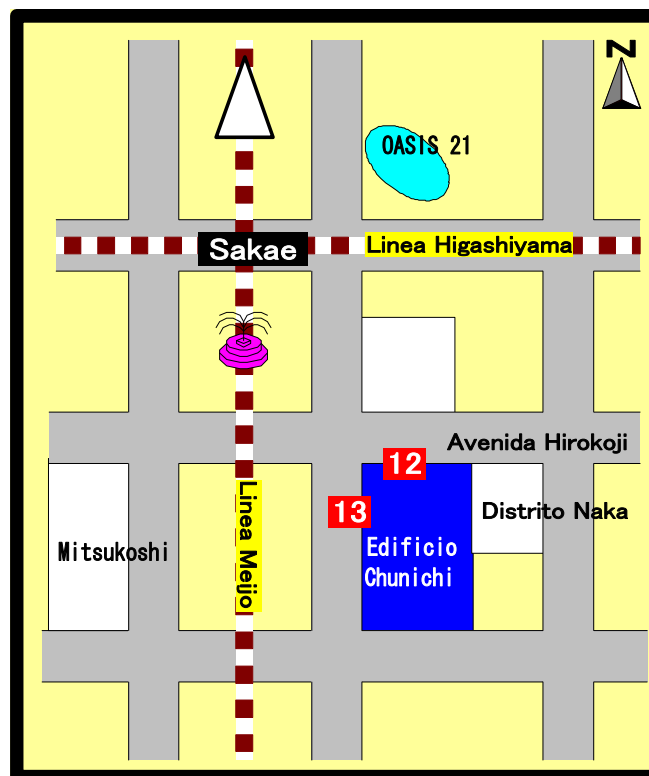 N
OASIS 21
Sakae
Linea Higashiyama
Avenida Hirokoji
12
13
Linea Meijo
Distrito Naka
Mitsukoshi
Edificio
Chunichi